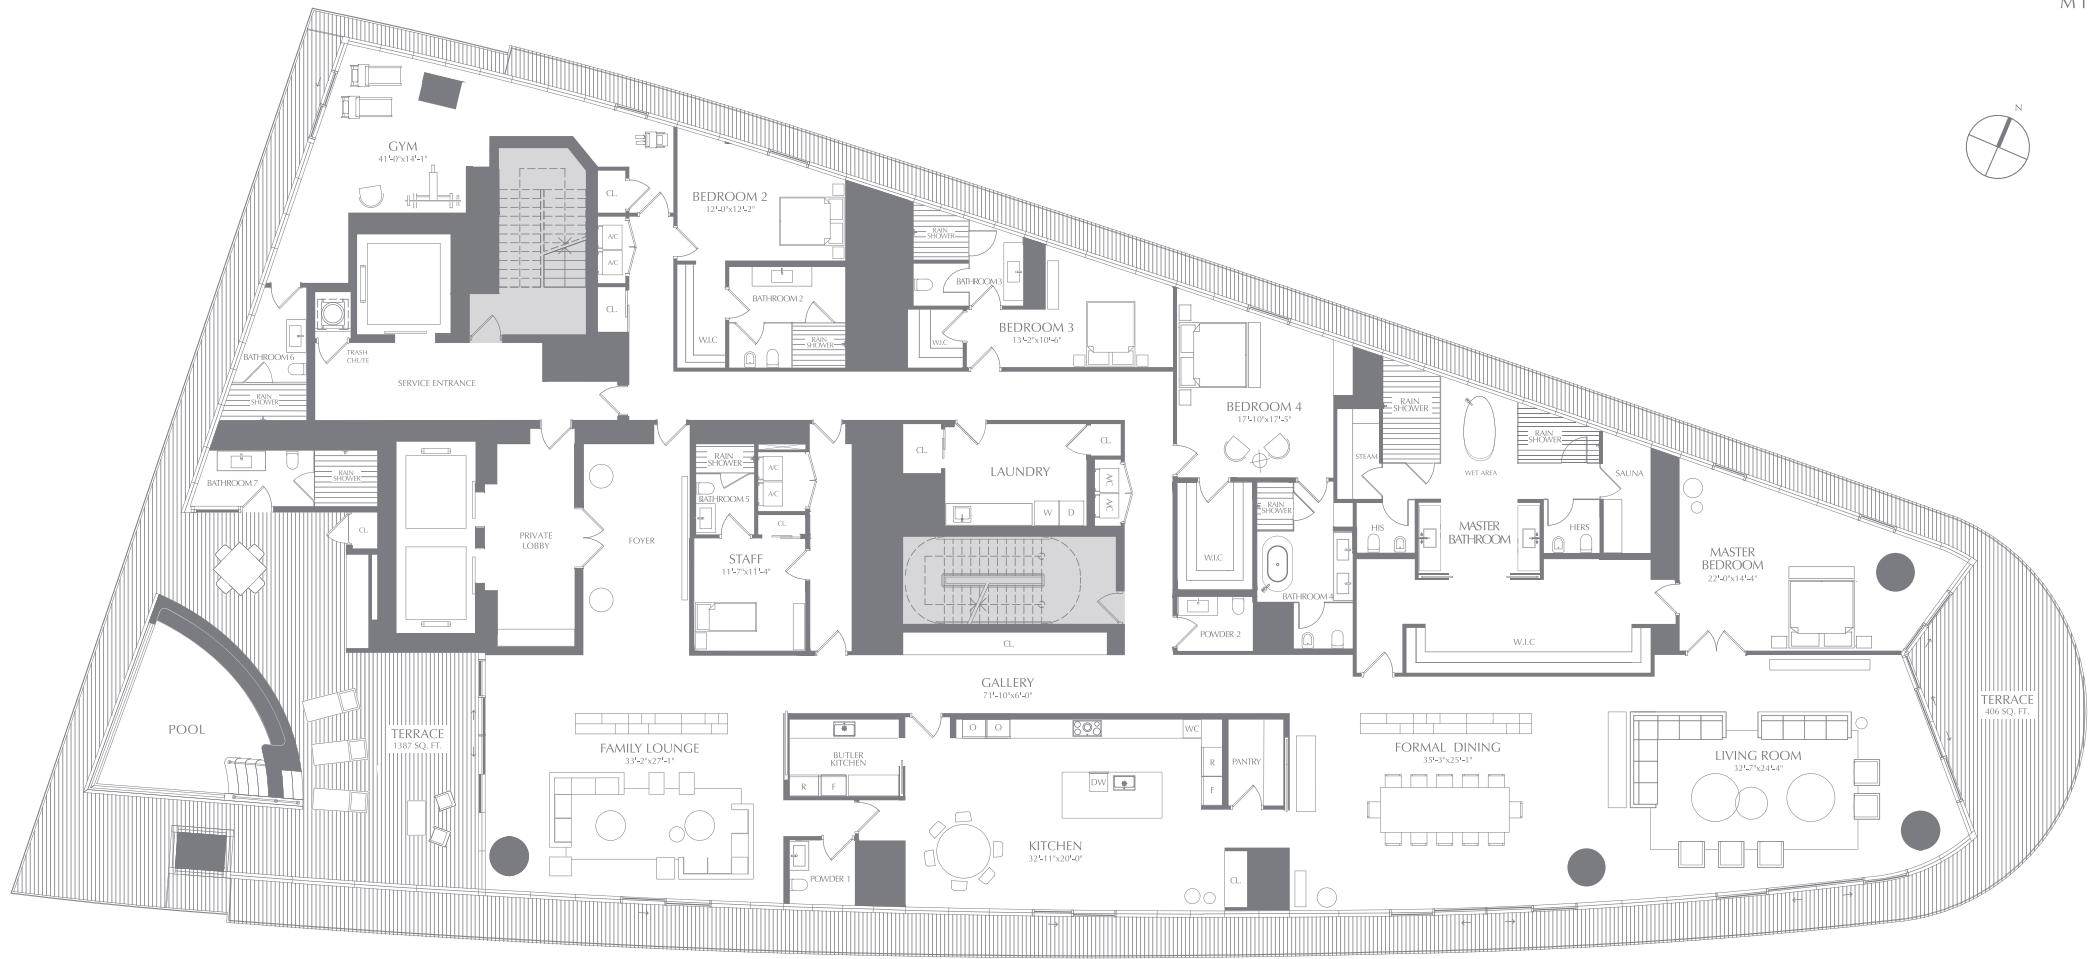 M1
N
GYM
41'-0"x14'-1"
CL.
A/C
A/C
CL.
BEDROOM 2
12'-0"x12'-2"
W.I.C
BATHROOM 2
RAIN
SHOWER
RAIN
SHOWER
BATHROOM 3
W.I.C
BEDROOM 3
13'-2"x10'-6"
BEDROOM 4
17'-10"x17'-5"
TRASH
CHUTE
BATHROOM 6
RAIN
SHOWER
SERVICE ENTRANCE
RAIN
SHOWER
WET AREA
RAIN
SHOWER
STEAM
SAUNA
HIS
MASTER
BATHROOM
HERS
BATHROOM 7
RAIN
SHOWER
CL.
PRIVATE
LOBBY
FOYER
RAIN
SHOWER
BATHROOM 5
A/C
A/C
CL.
STAFF
11'-7"x11'-4"
CL.
LAUNDRY
CL.
W
D
A/C
A/C
W.I.C
RAIN
SHOWER
BATHROOM 4
POWDER 2
CL.
W.I.C
MASTER
BEDROOM
22'-0"x14'-4"
GALLERY
71'-10"x6'-0"
POOL
TERRACE
1387 SQ. FT.
FAMILY LOUNGE
33'-2"x27'-1"
BUTLER
KITCHEN
R
F
POWDER 1
O
O
WC
R
F
DW
PANTRY
KITCHEN
32'-11"x20'-0"
CL.
FORMAL DINING
35'-3"x25'-1"
LIVING ROOM
32'-7"x24'-4"
TERRACE
406 SQ. FT.